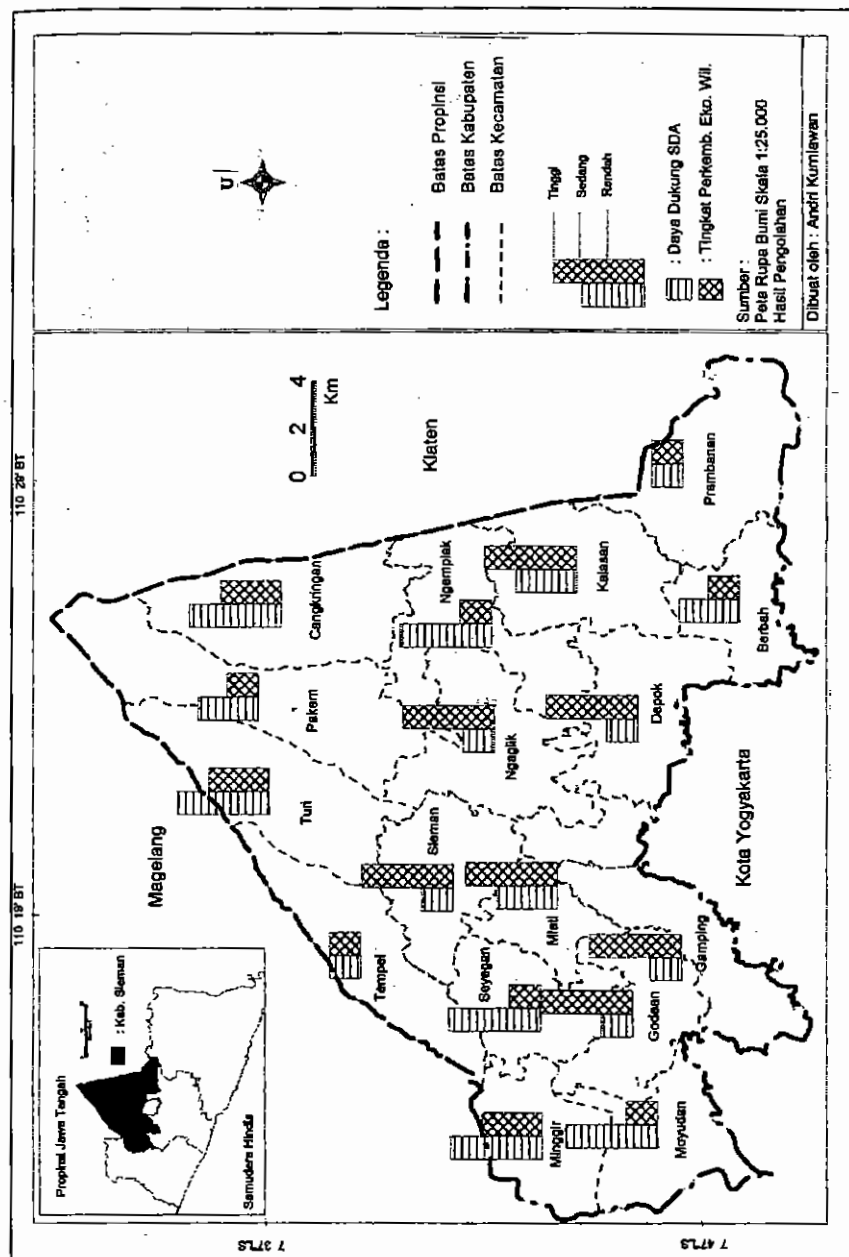 110 19' BT
110 29' BT
7 37'LS
7 47'LS
Propinsi Jawa Tengah
: Kab. Sleman
Samudera Hindia
Magelang
Klaten
Kota Yogyakarta
0 2 4
Km
Cangkringan
Pakem
Turi
Tempel
Sleman
Ngaglik
Ngemplak
Kalasan
Prambanan
Berbah
Depok
Mlati
Seyegan
Godean
Gamping
Minggir
Moyudan
U
Legenda :
Batas Propinsi
Batas Kabupaten
Batas Kecamatan
Tinggi
Sedang
Rendah
: Daya Dukung SDA
: Tingkat Perkemb. Eko. Wil.
Sumber :
Peta Rupa Bumi Skala 1:25.000
Hasil Pengolahan
Dibuat oleh : Andri Kurniawan